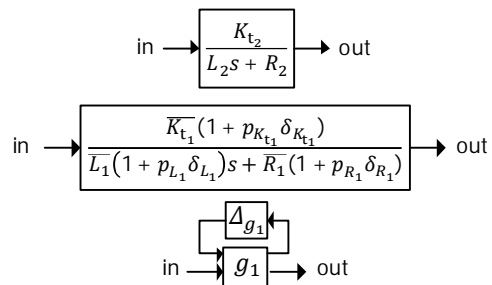 in K_{t_2} / (L_2 s + R_2) out
in \overline{K_{t_1}}(1 + p_{K_{t_1}} δ_{K_{t_1}}) / (\overline{L_1}(1 + p_{L_1} δ_{L_1})s + \overline{R_1}(1 + p_{R_1} δ_{R_1})) out
Δ_{g_1}
in g_1 out